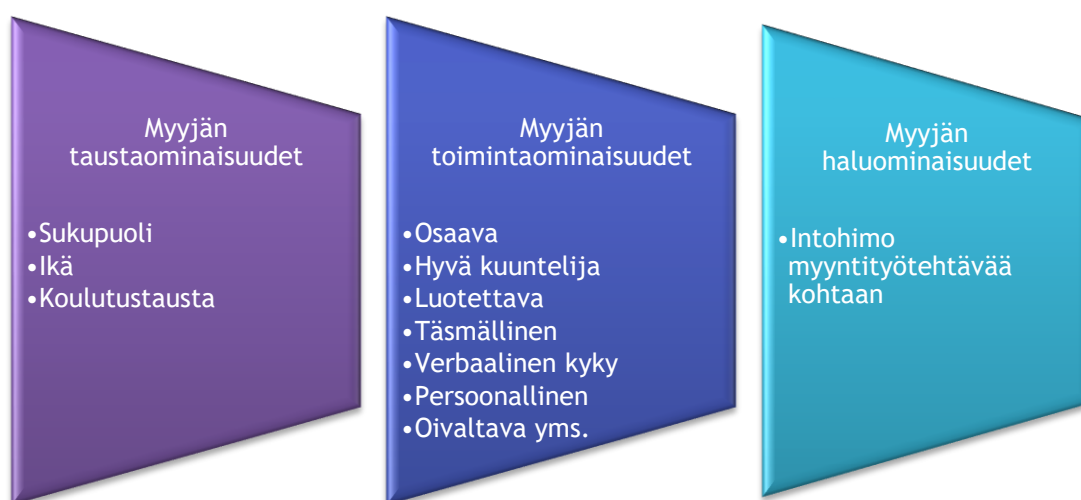 Myyjän
taustaominaisuudet
•Sukupuoli
•Ikä
•Koulutustausta
Myyjän
toimintaominaisuudet
•Osaava
•Hyvä kuuntelija
•Luotettava
•Täsmällinen
•Verbaalinen kyky
•Persoonallinen
•Oivaltava yms.
Myyjän
haluominaisuudet
•Intohimo
myyntityötehtävää
kohtaan